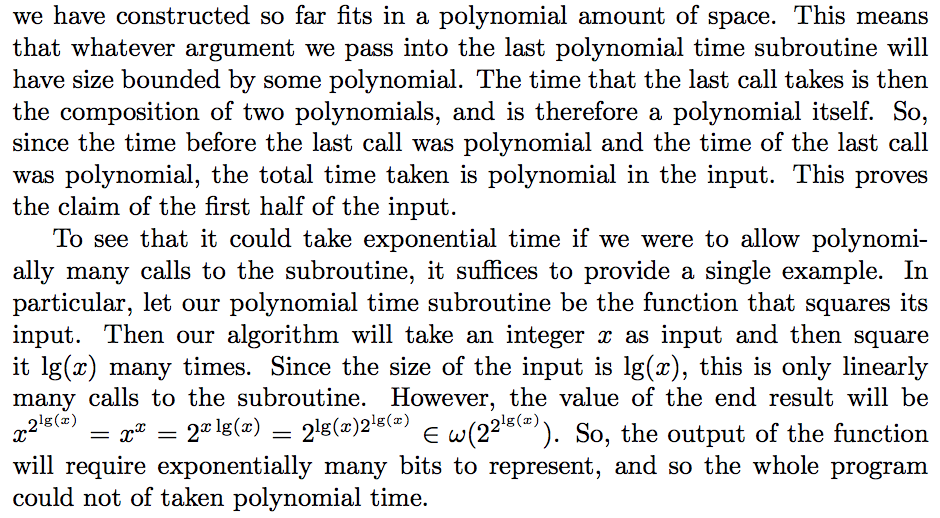 we have constructed so far fits in a polynomial amount of space. This means
that whatever argument we pass into the last polynomial time subroutine will
have size bounded by some polynomial. The time that the last call takes is then
the composition of two polynomials, and is therefore a polynomial itself. So,
since the time before the last call was polynomial and the time of the last call
was polynomial, the total time taken is polynomial in the input. This proves
the claim of the first half of the input.
To see that it could take exponential time if we were to allow polynomi-
ally many calls to the subroutine, it suffices to provide a single example. In
particular, let our polynomial time subroutine be the function that squares its
input. Then our algorithm will take an integer x as input and then square
it lg(x) many times. Since the size of the input is lg(x), this is only linearly
many calls to the subroutine. However, the value of the end result will be
x^{2^{lg(x)}} = x^x = 2^{x lg(x)} = 2^{lg(x)2^{lg(x)}} ∈ ω(2^{2^{lg(x)}}). So, the output of the function
will require exponentially many bits to represent, and so the whole program
could not of taken polynomial time.